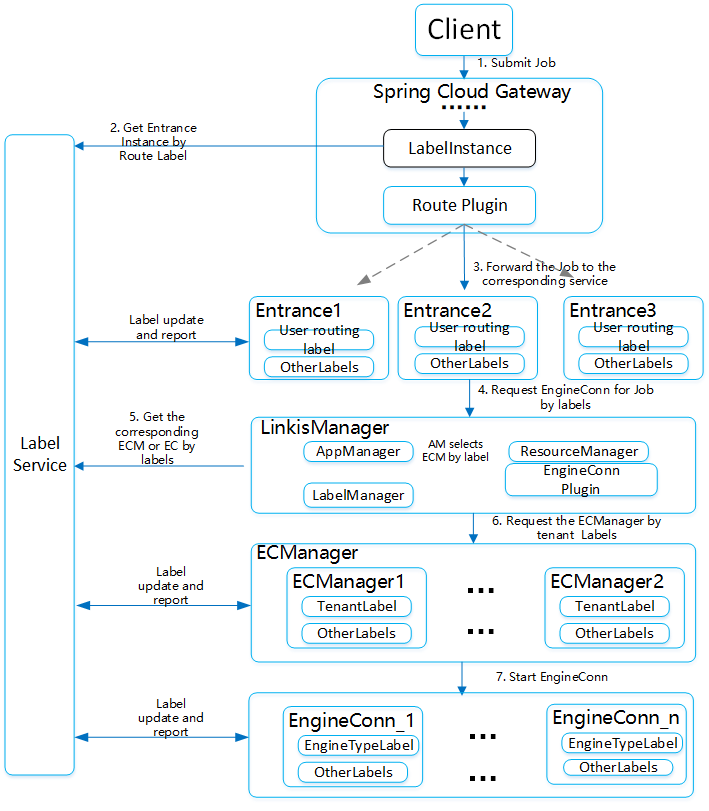 Client
1. Submit Job
Spring Cloud Gateway
......
2. Get Entrance
Instance by
Route Label
LabelInstance
Route Plugin
3. Forward the Job to the
corresponding service
Entrance1
User routing
label
OtherLabels
Entrance2
User routing
label
OtherLabels
Entrance3
User routing
label
OtherLabels
Label update
and report
4. Request EngineConn for Job
by labels
5. Get the
corresponding
ECM or EC by
labels
Label
Service
LinkisManager
AppManager
AM selects
ECM by label
ResourceManager
EngineConn
Plugin
LabelManager
6. Request the ECManager by
tenant Labels
ECManager
Label
update and
report
ECManager1
TenantLabel
OtherLabels
...
...
ECManager2
TenantLabel
OtherLabels
7. Start EngineConn
Label
update and
report
EngineConn_1
EngineTypeLabel
OtherLabels
...
...
EngineConn_n
EngineTypeLabel
OtherLabels